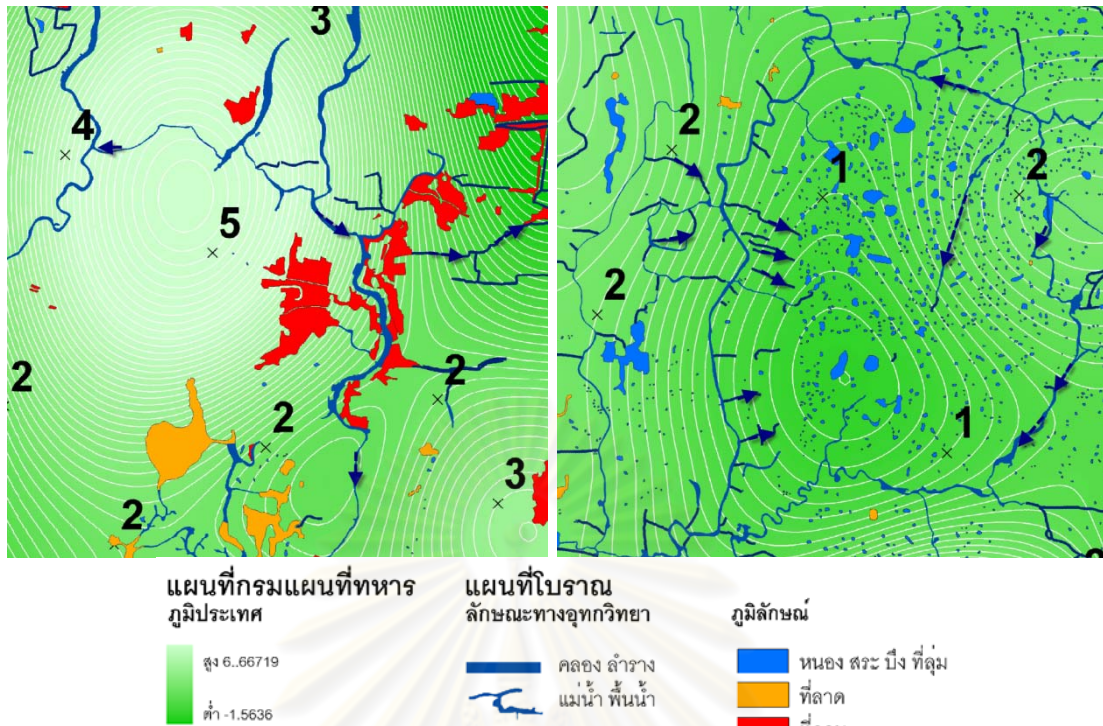 3
4
5
2
2
2
3
2
2
1
2
2
1
แผนที่กรมแผนที่ทหาร
ภูมิประเทศ
สูง 6..66719
ต่ำ -1.5636
แผนที่โบราณ
ลักษณะทางอุทกวิทยา
คลอง ลำราง
แม่น้ำ พื้นน้ำ
ภูมิลักษณ์
หนอง สระ บึง ที่ลุ่ม
ที่ลาด